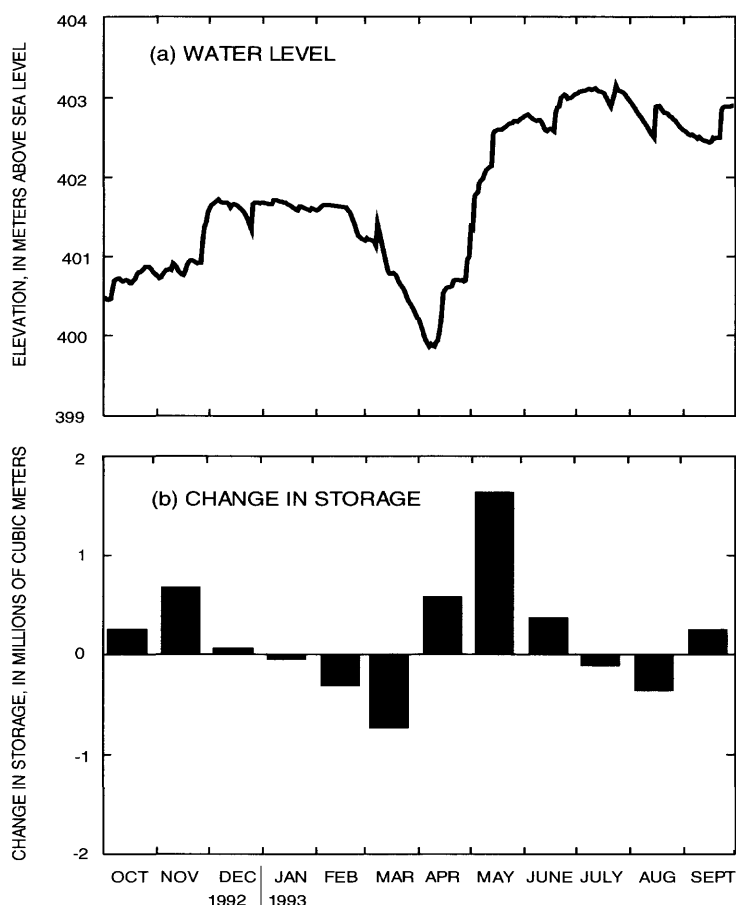 (a) WATER LEVEL
ELEVATION, IN METERS ABOVE SEA LEVEL
404
403
402
401
400
399
(b) CHANGE IN STORAGE
CHANGE IN STORAGE, IN MILLIONS OF CUBIC METERS
2
1
0
-1
-2
OCT NOV DEC JAN FEB MAR APR MAY JUNE JULY AUG SEPT
1992 1993